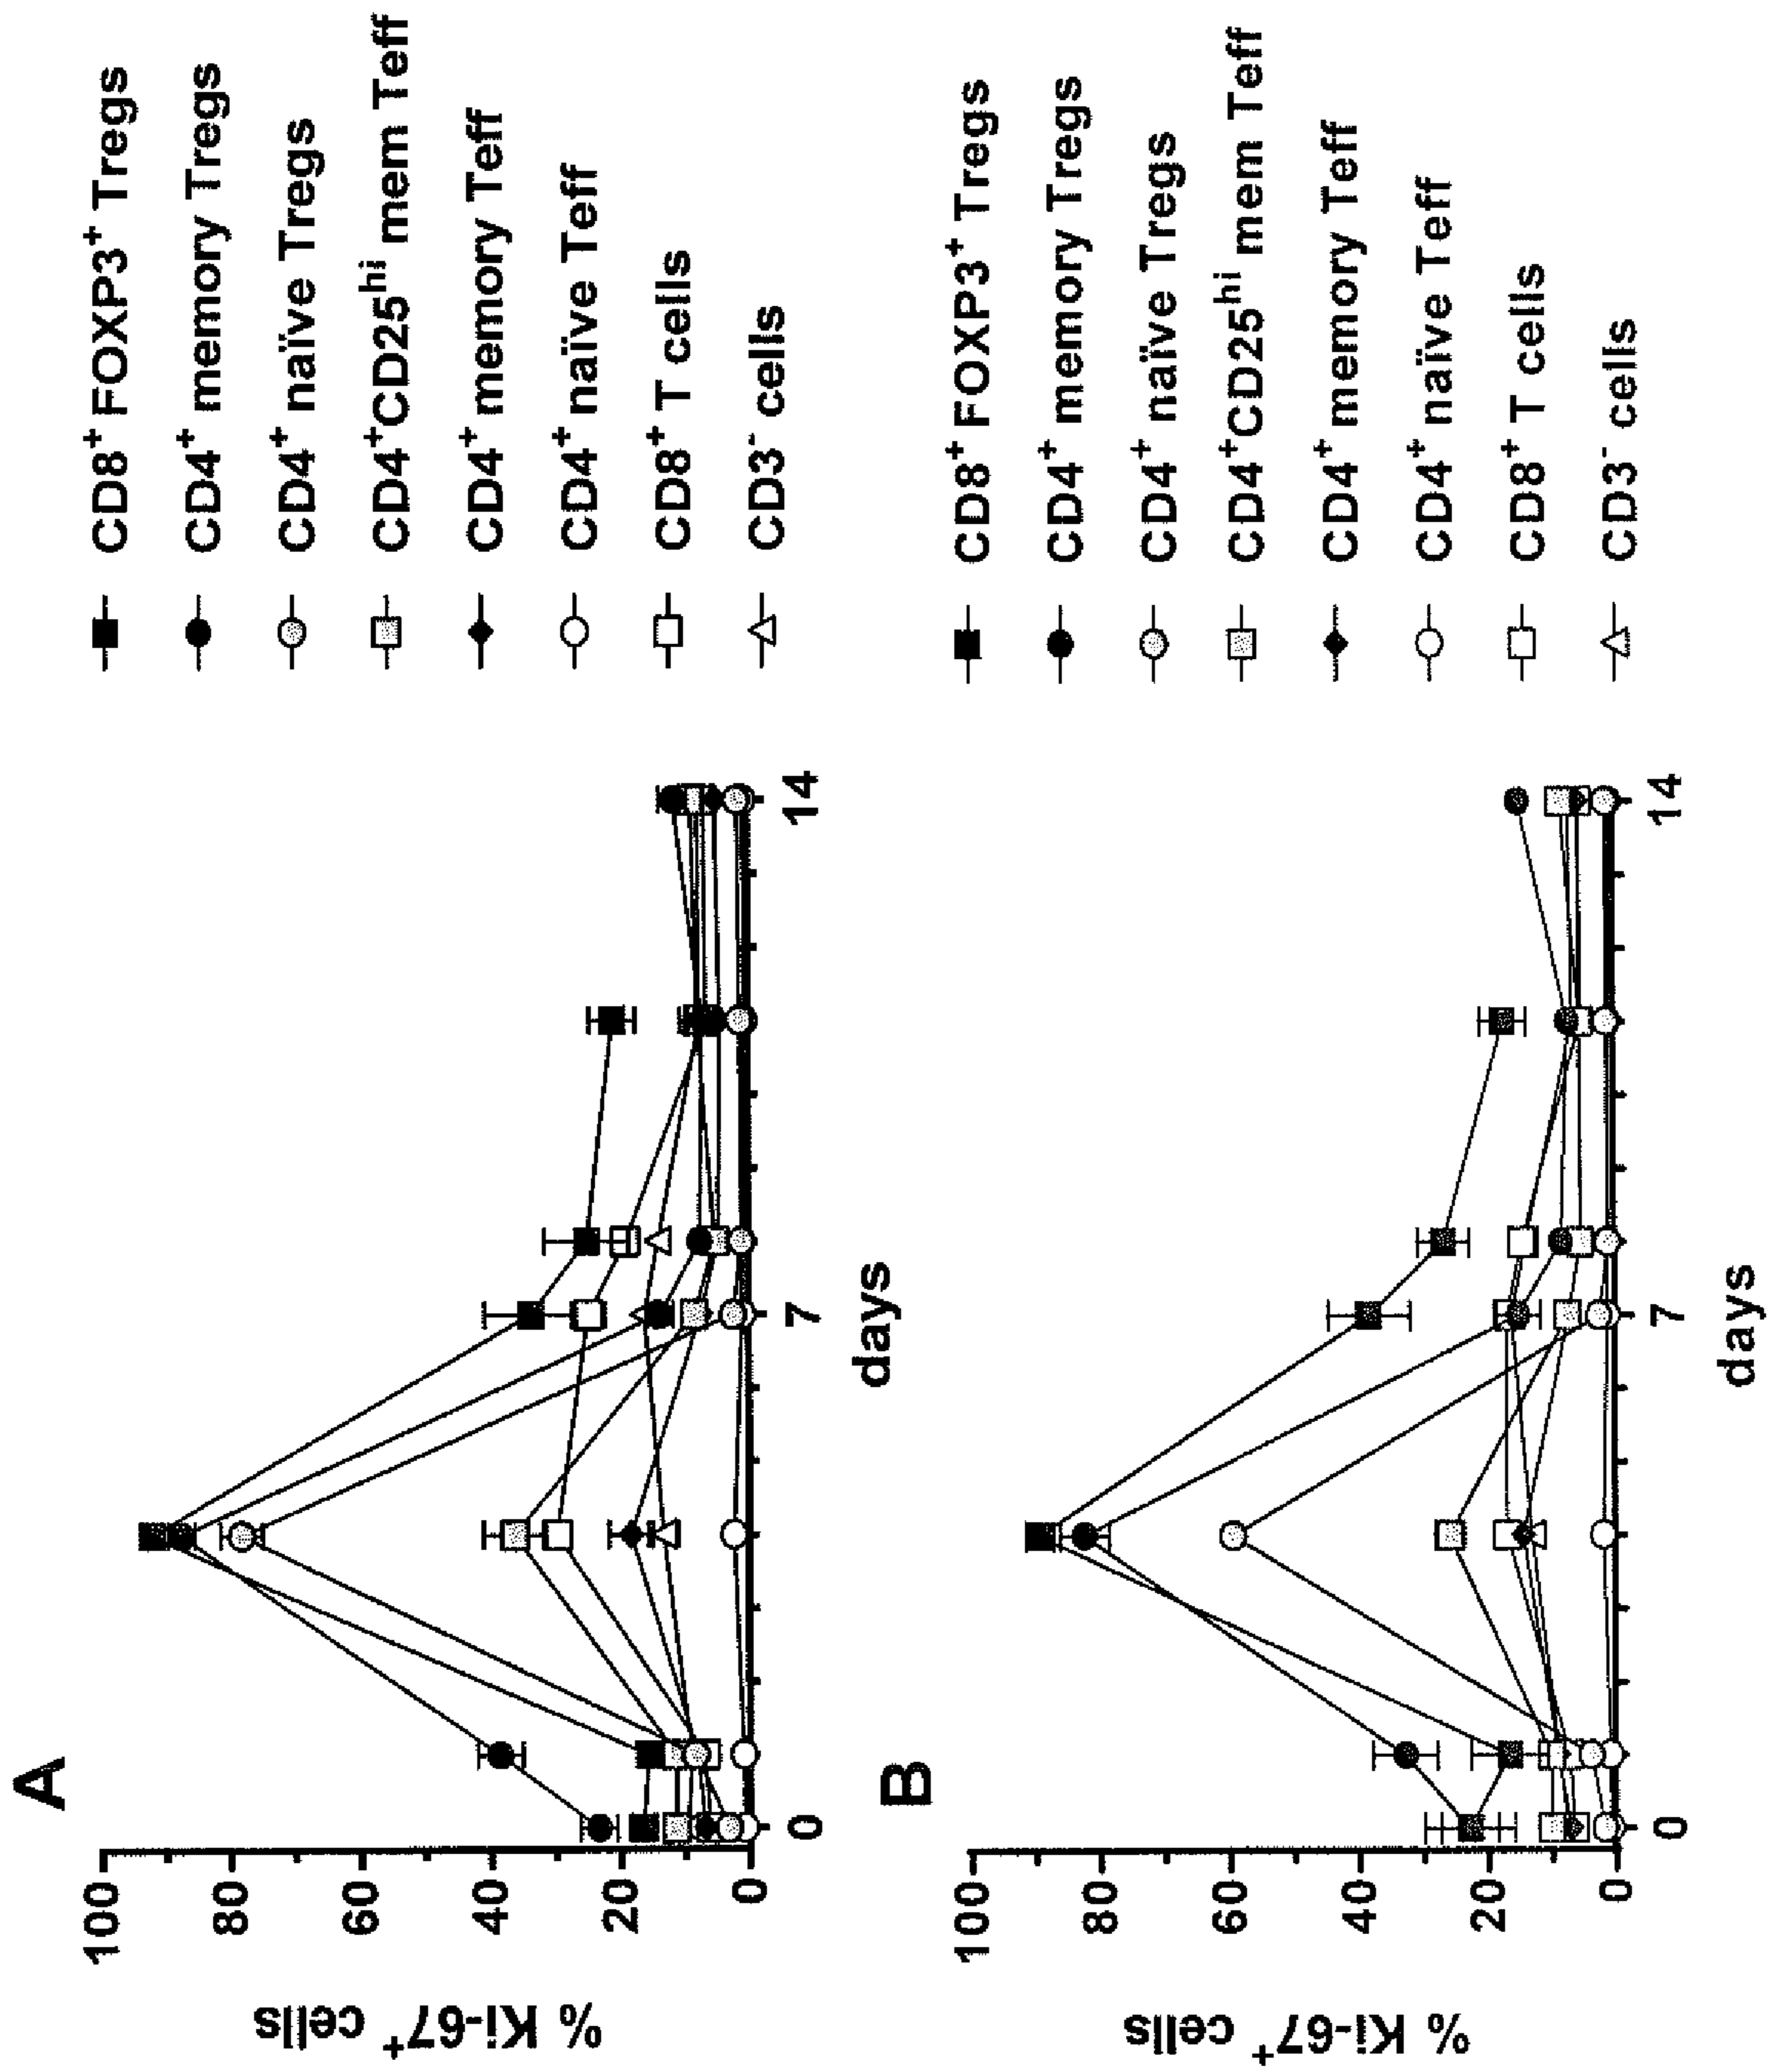 A
% Ki-67+ cells
100
80
60
40
20
0
0
7
14
days
CD8+FOXP3+ Tregs
CD4+ memory Tregs
CD4+ naïve Tregs
CD4+CD25hi mem Teff
CD4+ memory Teff
CD4+ naïve Teff
CD8+ T cells
CD3- cells
B
% Ki-67+ cells
100
80
60
40
20
0
0
7
14
days
CD8+FOXP3+ Tregs
CD4+ memory Tregs
CD4+ naïve Tregs
CD4+CD25hi mem Teff
CD4+ memory Teff
CD4+ naïve Teff
CD8+ T cells
CD3- cells